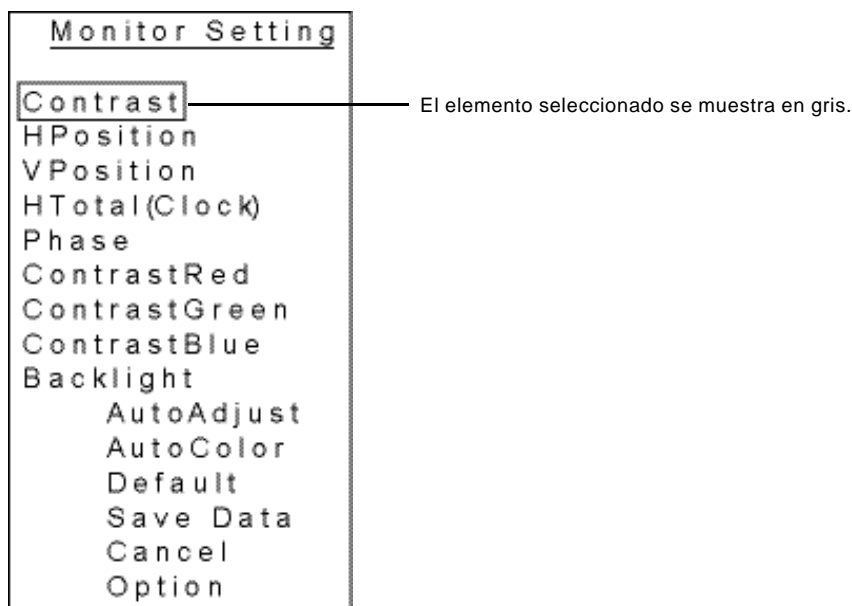 Monitor Setting
Contrast
El elemento seleccionado se muestra en gris.
HPosition
VPosition
HTotal(Clock)
Phase
ContrastRed
ContrastGreen
ContrastBlue
Backlight
AutoAdjust
AutoColor
Default
Save Data
Cancel
Option